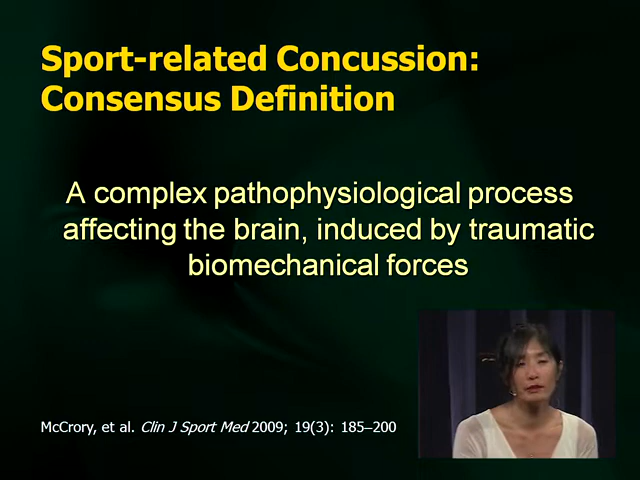 Sport-related Concussion:
Consensus Definition
A complex pathophysiological process
affecting the brain, induced by traumatic
biomechanical forces
McCrory, et al. Clin J Sport Med 2009; 19(3): 185–200